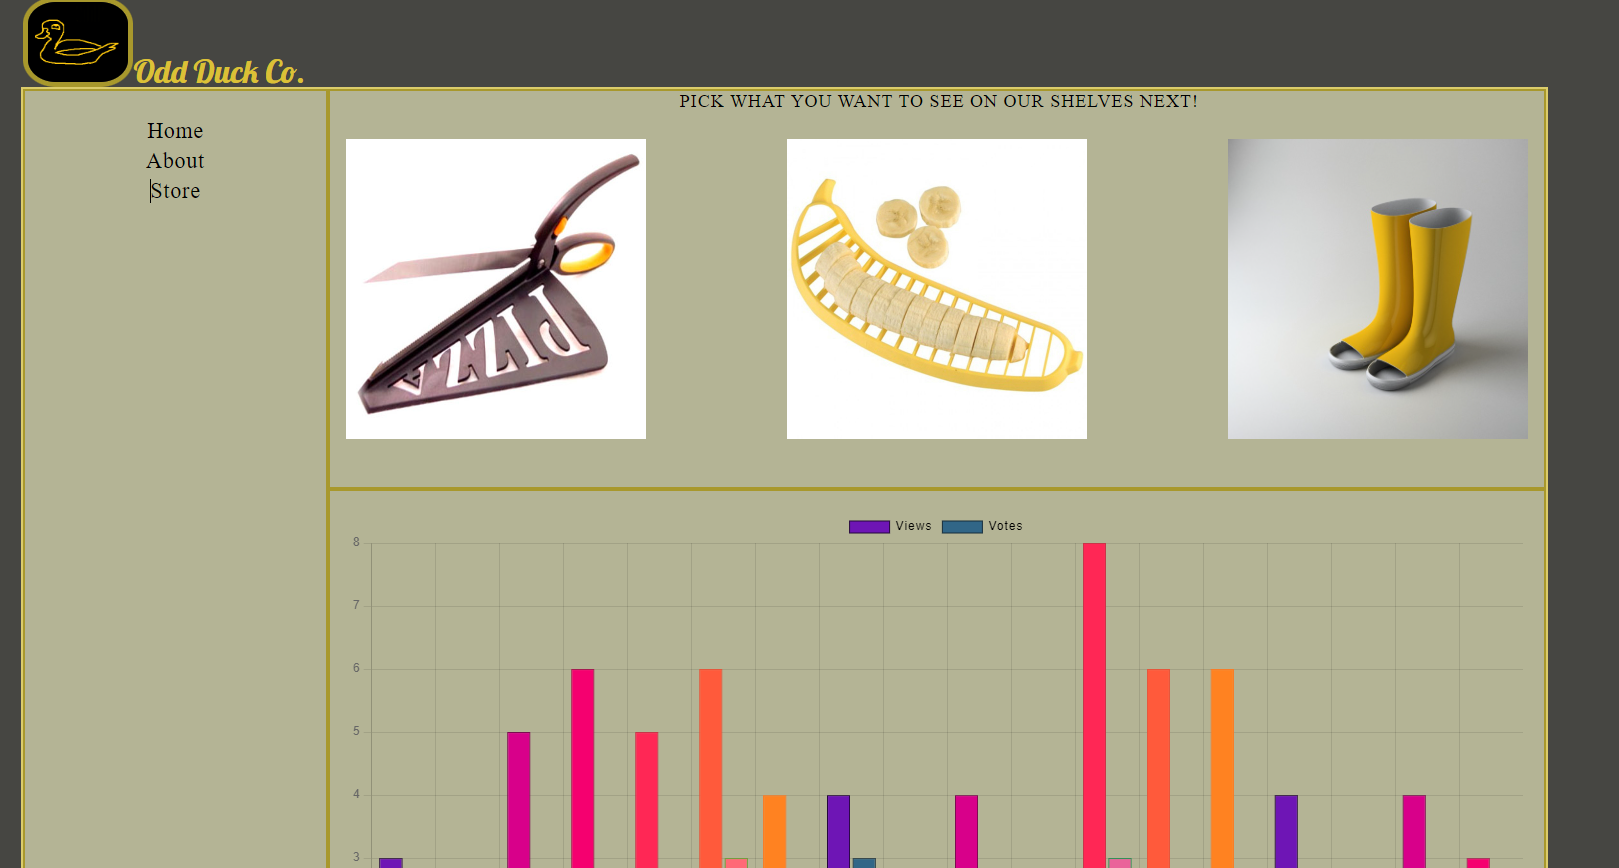 Odd Duck Co.
PICK WHAT YOU WANT TO SEE ON OUR SHELVES NEXT!
Home
About
Store
PIZZA
Views
Votes
8
7
6
5
4
3